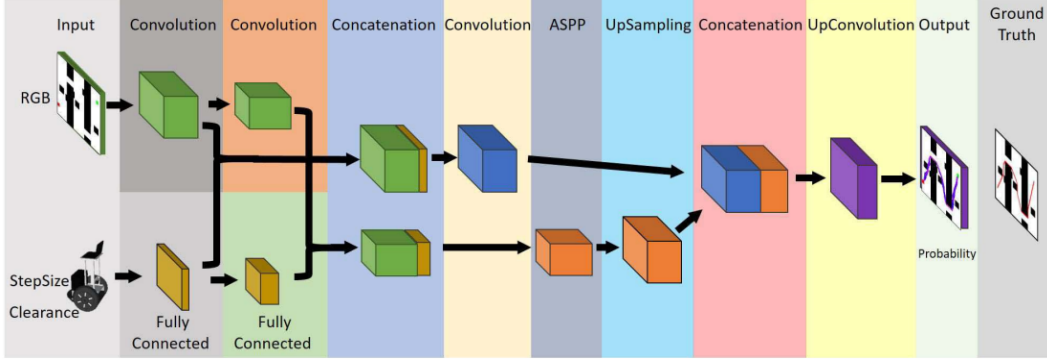 Input
Convolution
Convolution
Concatenation
Convolution
ASPP
UpSampling
Concatenation
UpConvolution
Output
Ground
Truth
RGB
StepSize
Clearance
Fully
Connected
Fully
Connected
Probability